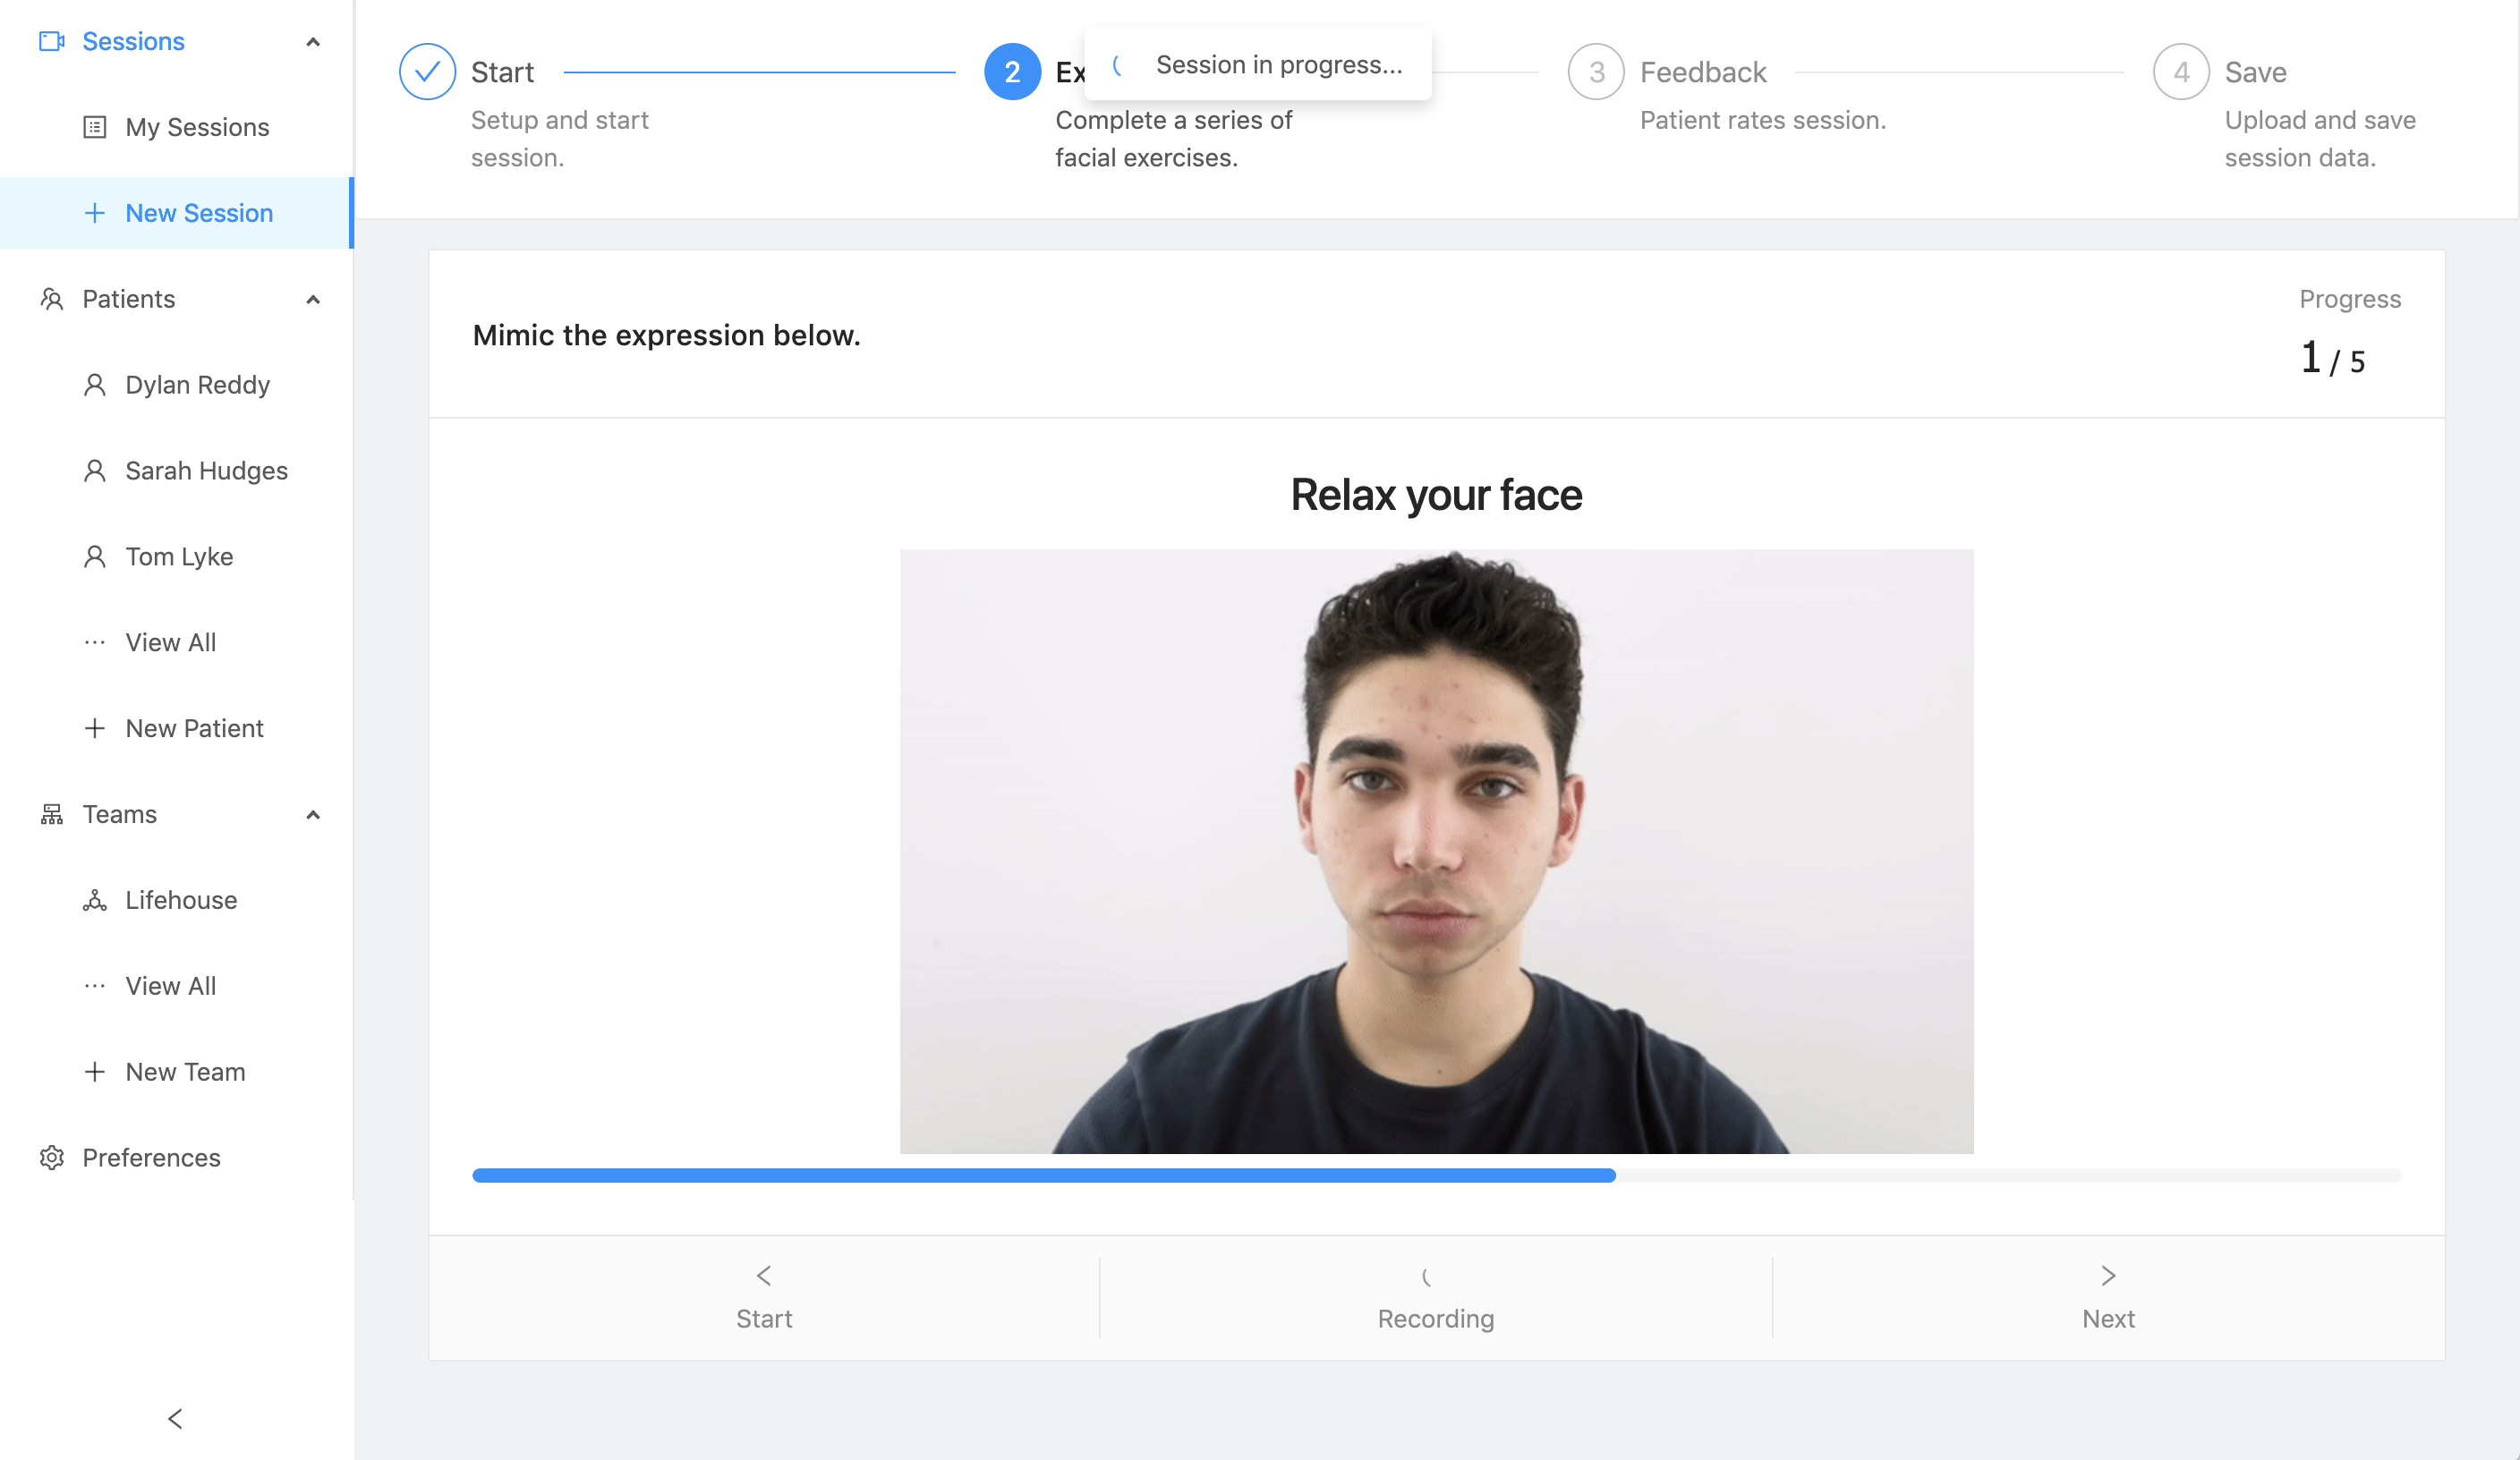 Sessions
My Sessions
New Session
Patients
Dylan Reddy
Sarah Hudges
Tom Lyke
View All
New Patient
Teams
Lifehouse
View All
New Team
Preferences
Start
Setup and start
session.
2
Ex
Session in progress...
Complete a series of
facial exercises.
3
Feedback
Patient rates session.
4
Save
Upload and save
session data.
Mimic the expression below.
Progress
1 / 5
Relax your face
Start
Recording
Next